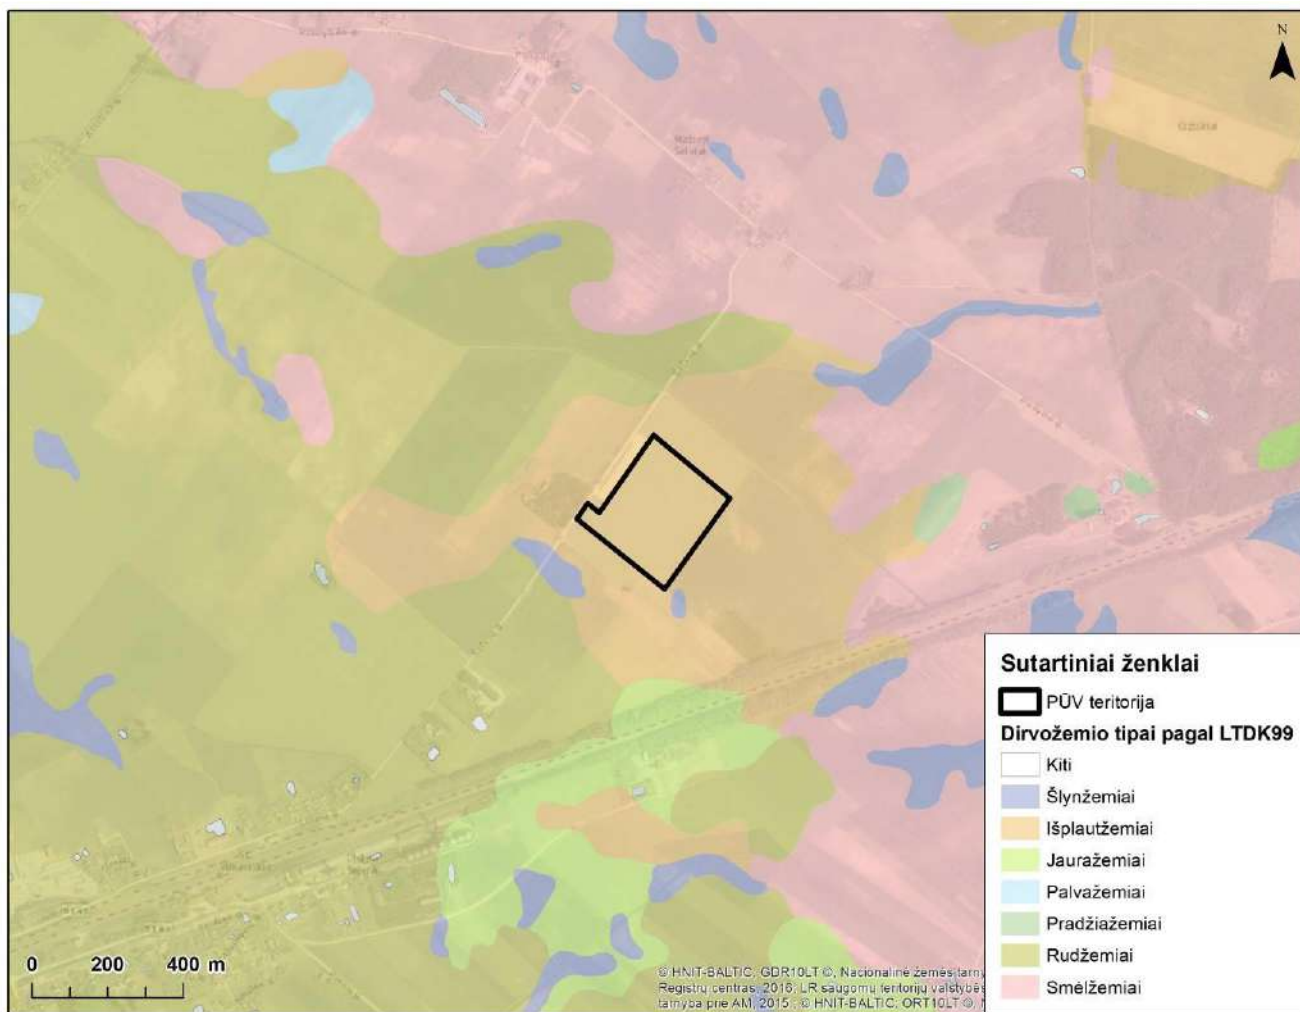 N
Sutartiniai ženklai
PŪV teritorija
Dirvožemio tipai pagal LTDK99
Kiti
Šlynžemiai
Išplautžemiai
Jauražemiai
Palvažemiai
Pradžiažemiai
Rudžemiai
Smėlžemiai
0 200 400 m
© HNIT-BALTIC, GDR10LT ©, Nacionalinė žemės tarny
Registrų centras, 2016; LR saugomų teritorijų valstybės
tarnyba prie AM, 2015 ; © HNIT-BALTIC, ORT10LT ©,